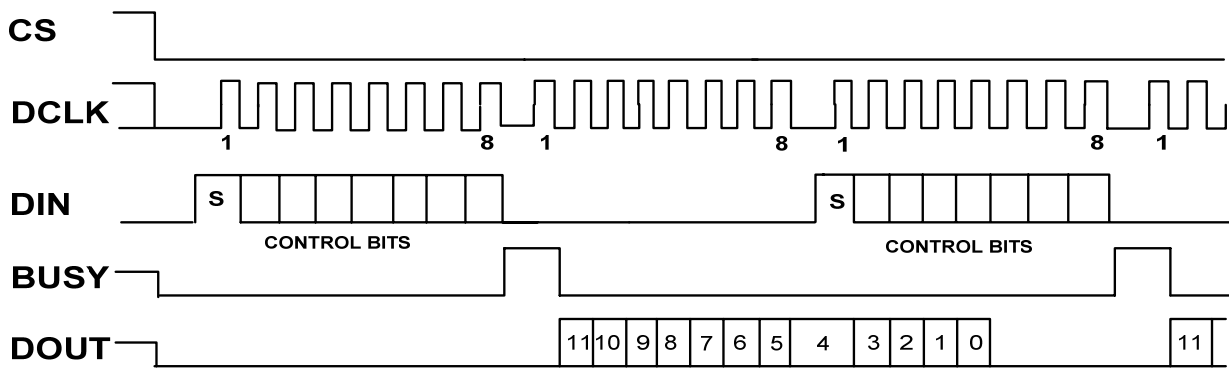 CS
DCLK
1 8 1 8 1 8 1
DIN
S S
CONTROL BITS CONTROL BITS
BUSY
DOUT
11 10 9 8 7 6 5 4 3 2 1 0 11